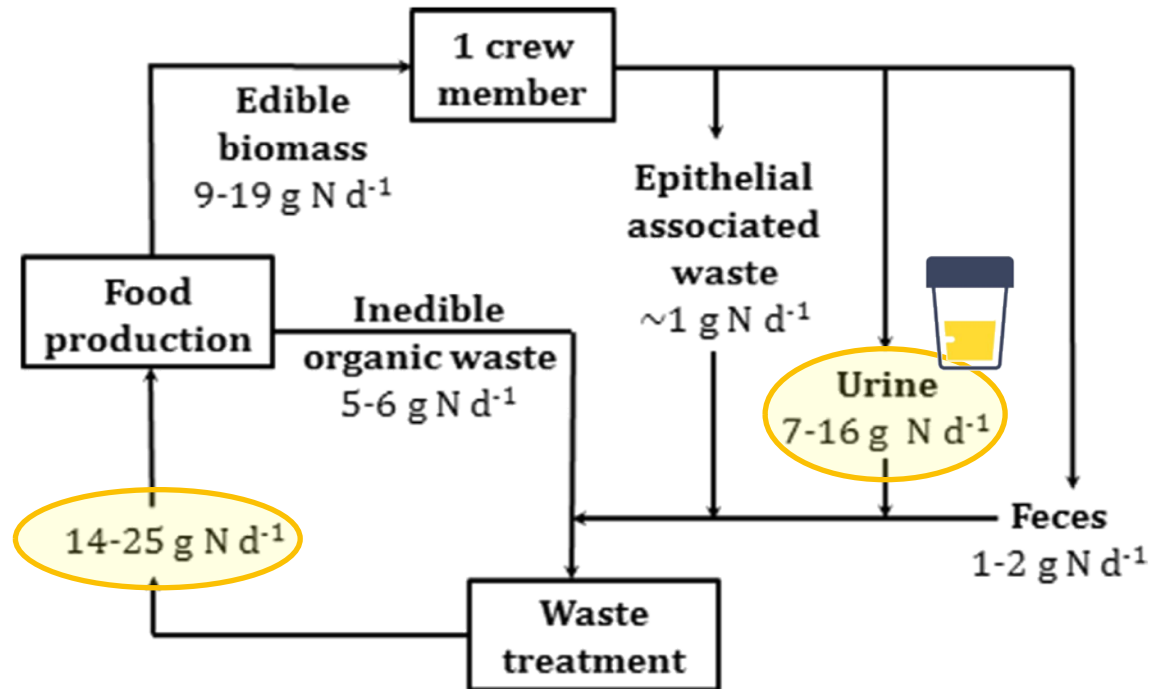 1 crew
member
Edible
biomass
9-19 g N d⁻¹
Epithelial
associated
waste
~1 g N d⁻¹
Food
production
Inedible
organic waste
5-6 g N d⁻¹
Urine
7-16 g N d⁻¹
14-25 g N d⁻¹
Feces
1-2 g N d⁻¹
Waste
treatment